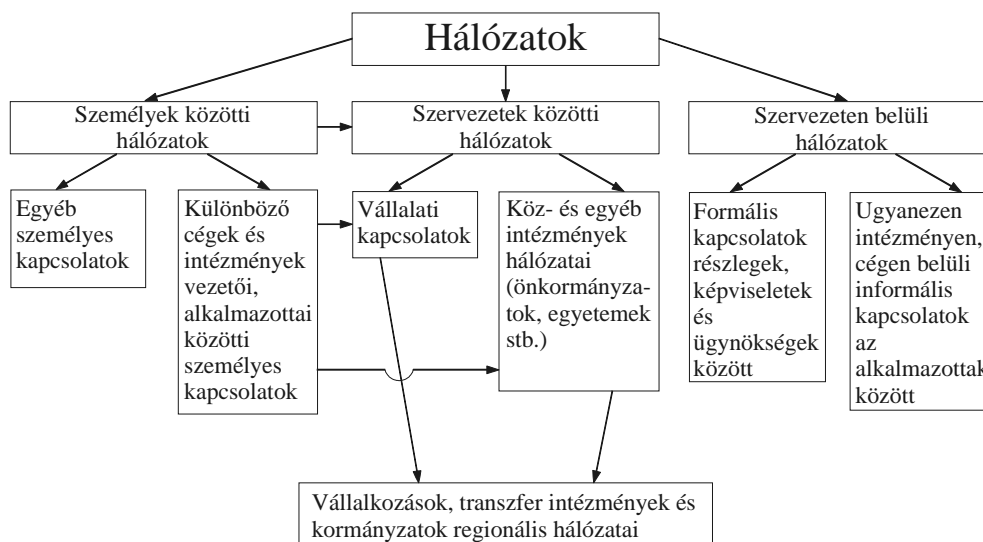 Hálózatok
Személyek közötti
hálózatok
Szervezetek közötti
hálózatok
Szervezeten belüli
hálózatok
Egyéb
személyes
kapcsolatok
Különböző
cégek és
intézmények
vezetői,
alkalmazottai
közötti
személyes
kapcsolatok
Vállalati
kapcsolatok
Köz- és egyéb
intézmények
hálózatai
(önkormányza-
tok, egyetemek
stb.)
Formális
kapcsolatok
részlegek,
képviseletek
és
ügynökségek
között
Ugyanezen
intézményen,
cégen belüli
informális
kapcsolatok
az
alkalmazottak
között
Vállalkozások, transzfer intézmények és
kormányzatok regionális hálózatai